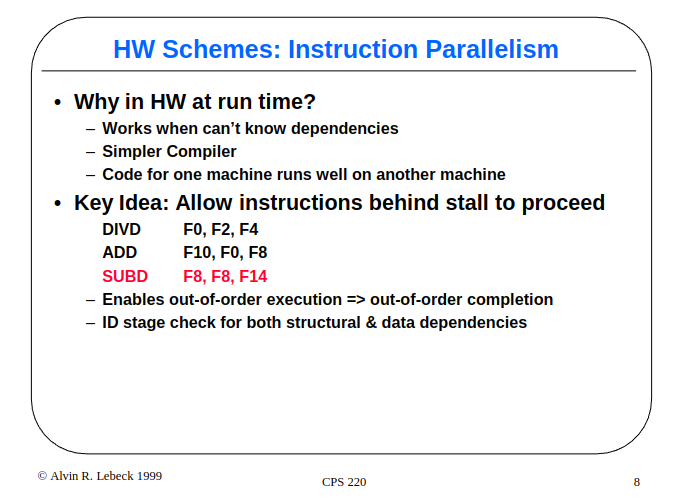 HW Schemes: Instruction Parallelism
• Why in HW at run time?
– Works when can't know dependencies
– Simpler Compiler
– Code for one machine runs well on another machine
• Key Idea: Allow instructions behind stall to proceed
DIVD F0, F2, F4
ADD F10, F0, F8
SUBD F8, F8, F14
– Enables out-of-order execution => out-of-order completion
– ID stage check for both structural & data dependencies
© Alvin R. Lebeck 1999
CPS 220
8